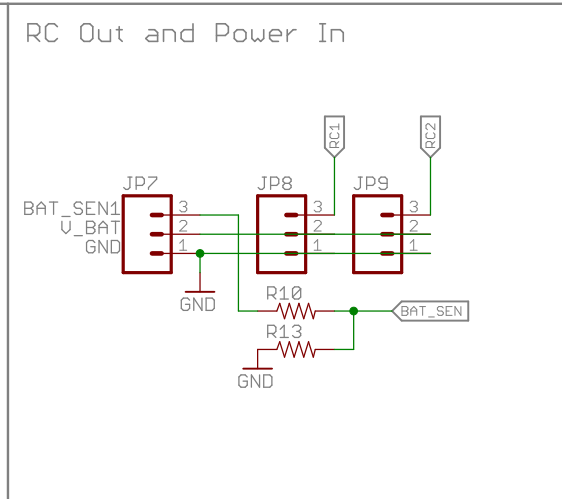 RC Out and Power In
RC1
RC2
JP7
JP8
JP9
BAT_SEN1
3
3
3
V_BAT
2
2
2
GND
1
1
1
GND
R10
BAT_SEN
R13
GND